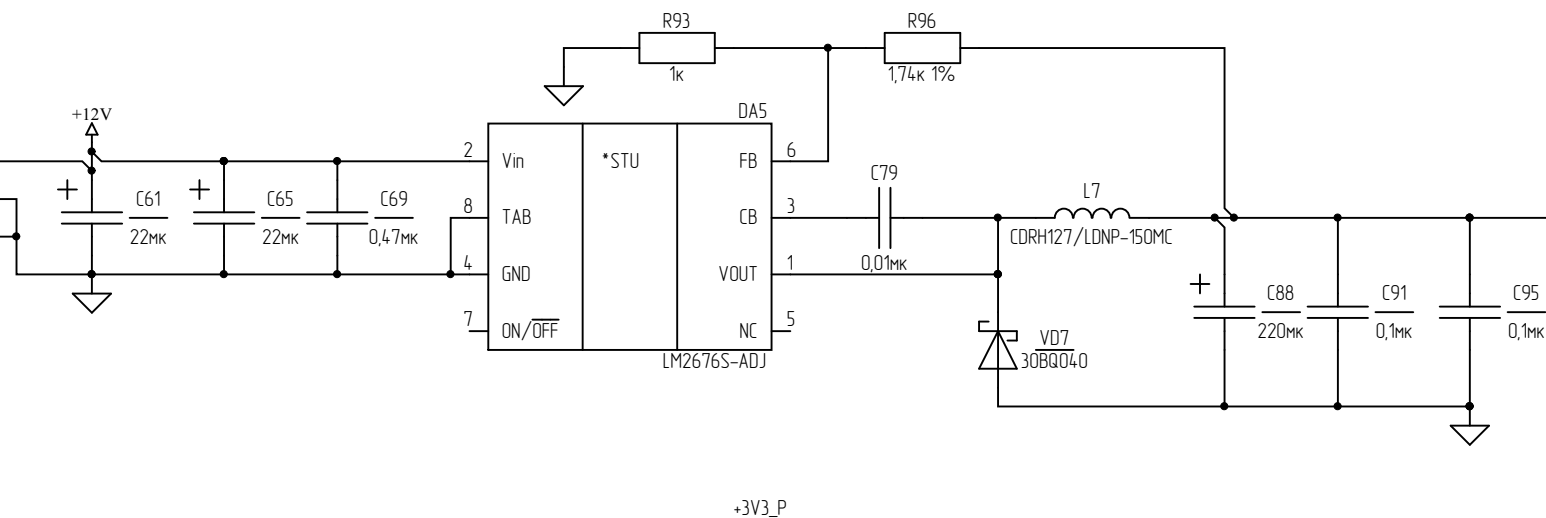 R93
R96
1к
1,74к 1%
+12V
DA5
2
Vin
*STU
FB
6
+
C61
22мк
+
C65
22мк
C69
0,47мк
8
TAB
CB
3
C79
0,01мк
L7
CDRH127/LDNP-150MC
4
GND
VOUT
1
7
ON/OFF
NC
5
LM2676S-ADJ
VD7
30BQ040
+
C88
220мк
C91
0,1мк
C95
0,1мк
+3V3_P